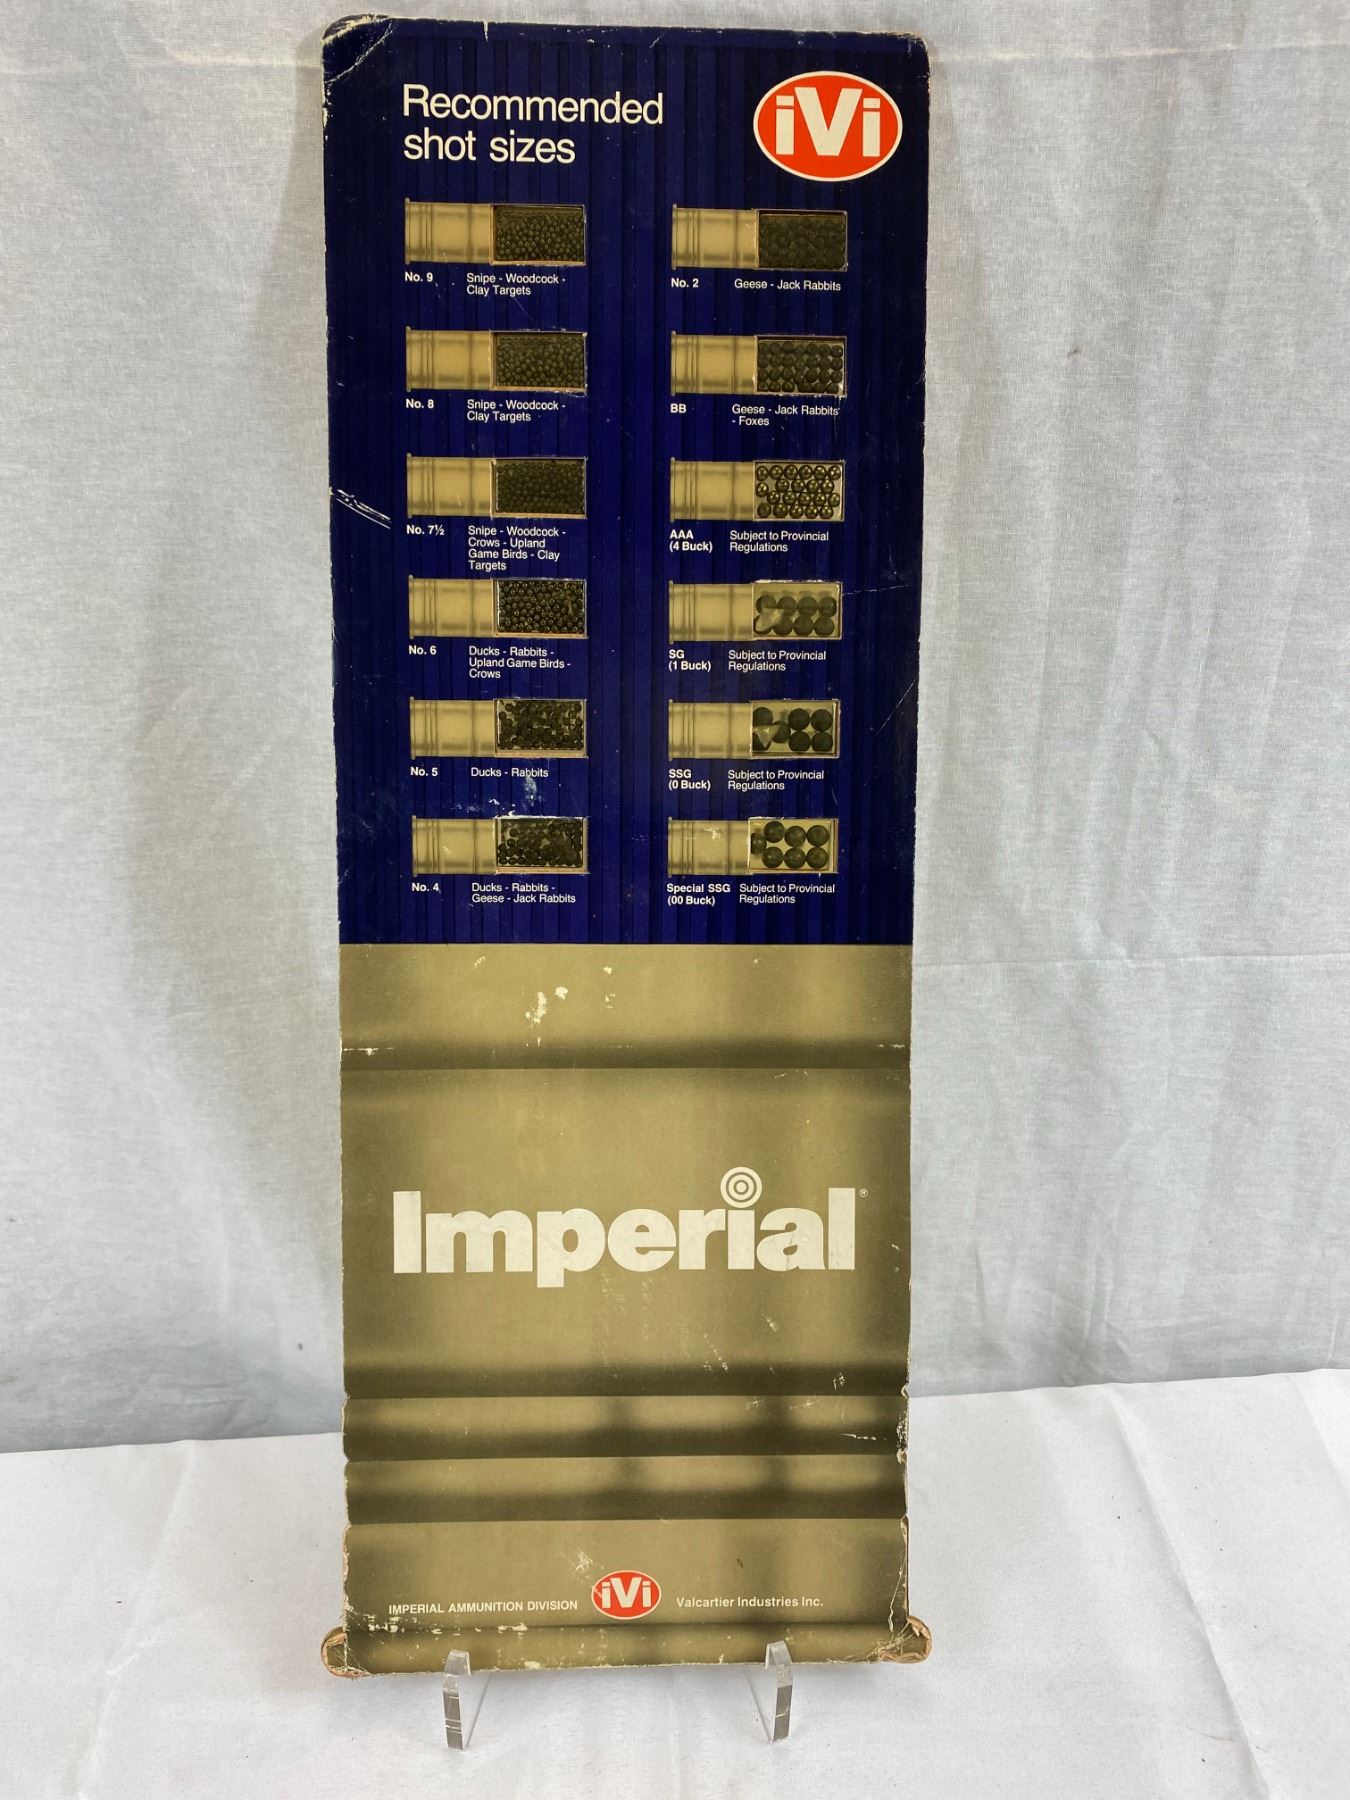 Recommended
shot sizes
iVi
No. 9
Snipe - Woodcock -
Clay Targets
No. 8
Snipe - Woodcock -
Clay Targets
No. 7½
Snipe - Woodcock -
Crows - Upland
Game Birds - Clay
Targets
No. 6
Ducks - Rabbits -
Upland Game Birds -
Crows
No. 5
Ducks - Rabbits
No. 4
Ducks - Rabbits -
Geese - Jack Rabbits
No. 2
Geese - Jack Rabbits
BB
Geese - Jack Rabbits
- Foxes
AAA
(4 Buck)
Subject to Provincial
Regulations
SG
(1 Buck)
Subject to Provincial
Regulations
SSG
(0 Buck)
Subject to Provincial
Regulations
Special SSG
(00 Buck)
Subject to Provincial
Regulations
Imperial®
IMPERIAL AMMUNITION DIVISION
iVi
Valcartier Industries Inc.